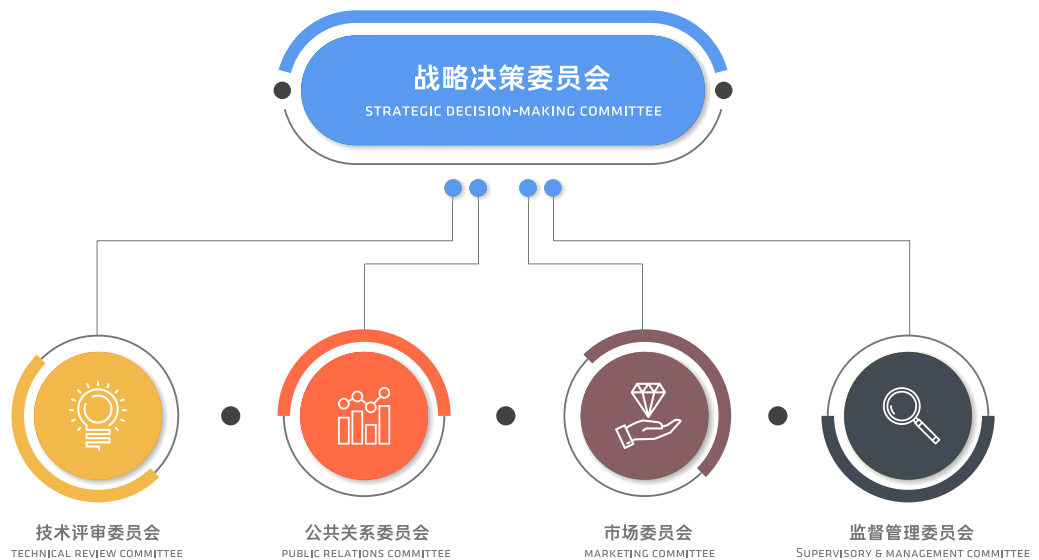 战略决策委员会
STRATEGIC DECISION-MAKING COMMITTEE
技术评审委员会
TECHNICAL REVIEW COMMITTEE
公共关系委员会
PUBLIC RELATIONS COMMITTEE
市场委员会
MARKETING COMMITTEE
监督管理委员会
SUPERVISORY & MANAGEMENT COMMITTEE